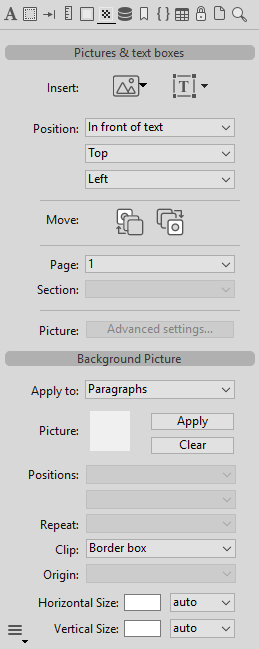 Pictures & text boxes
Insert:
Position: In front of text
Top
Left
Move:
Page: 1
Section:
Picture: Advanced settings...
Background Picture
Apply to: Paragraphs
Picture: Apply
Clear
Positions:
Repeat:
Clip: Border box
Origin:
Horizontal Size: auto
Vertical Size: auto